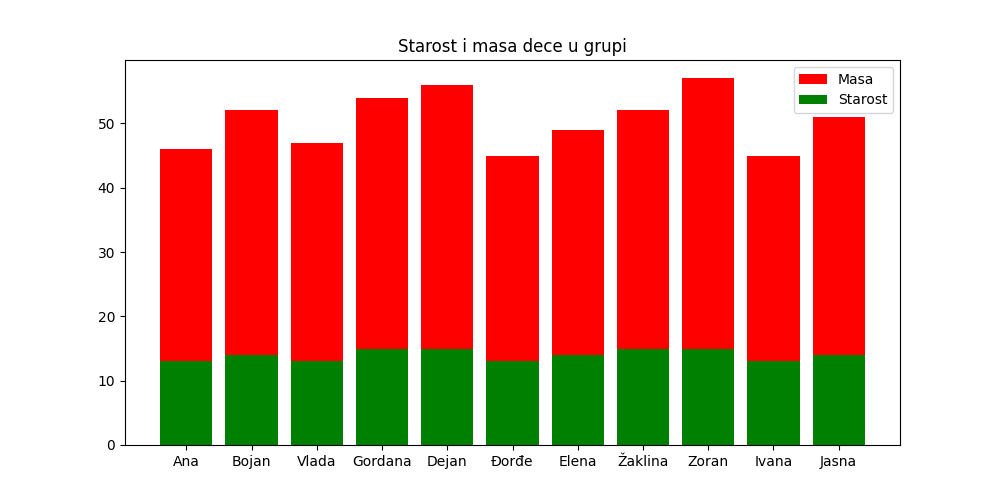 Starost i masa dece u grupi
Masa
Starost
50
40
30
20
10
0
Ana Bojan Vlada Gordana Dejan Đorđe Elena Žaklina Zoran Ivana Jasna